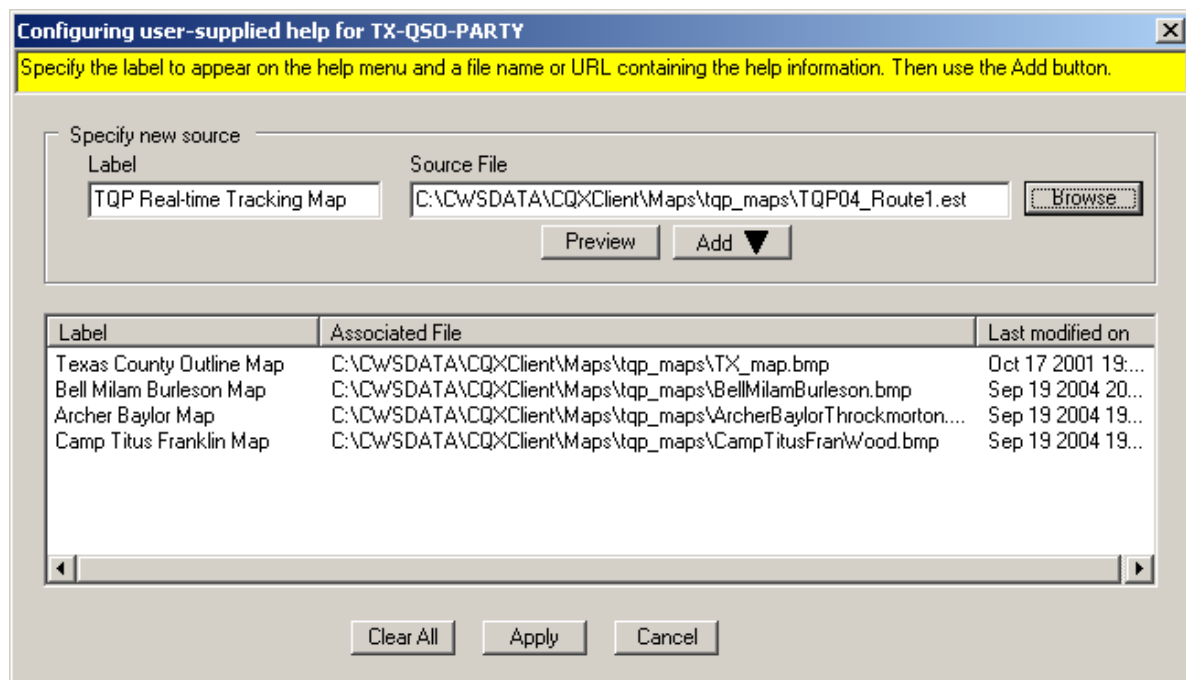 Configuring user-supplied help for TX-QSO-PARTY
Specify the label to appear on the help menu and a file name or URL containing the help information. Then use the Add button.
Specify new source
Label Source File
TQP Real-time Tracking Map C:\CWSDATA\CQXClient\Maps\tqp_maps\TQP04_Route1.est Browse
Preview Add
Label Associated File Last modified on
Texas County Outline Map C:\CWSDATA\CQXClient\Maps\tqp_maps\TX_map.bmp Oct 17 2001 19:...
Bell Milam Burleson Map C:\CWSDATA\CQXClient\Maps\tqp_maps\BellMilamBurleson.bmp Sep 19 2004 20...
Archer Baylor Map C:\CWSDATA\CQXClient\Maps\tqp_maps\ArcherBaylorThrockmorton.... Sep 19 2004 19...
Camp Titus Franklin Map C:\CWSDATA\CQXClient\Maps\tqp_maps\CampTitusFranWood.bmp Sep 19 2004 19...
Clear All Apply Cancel